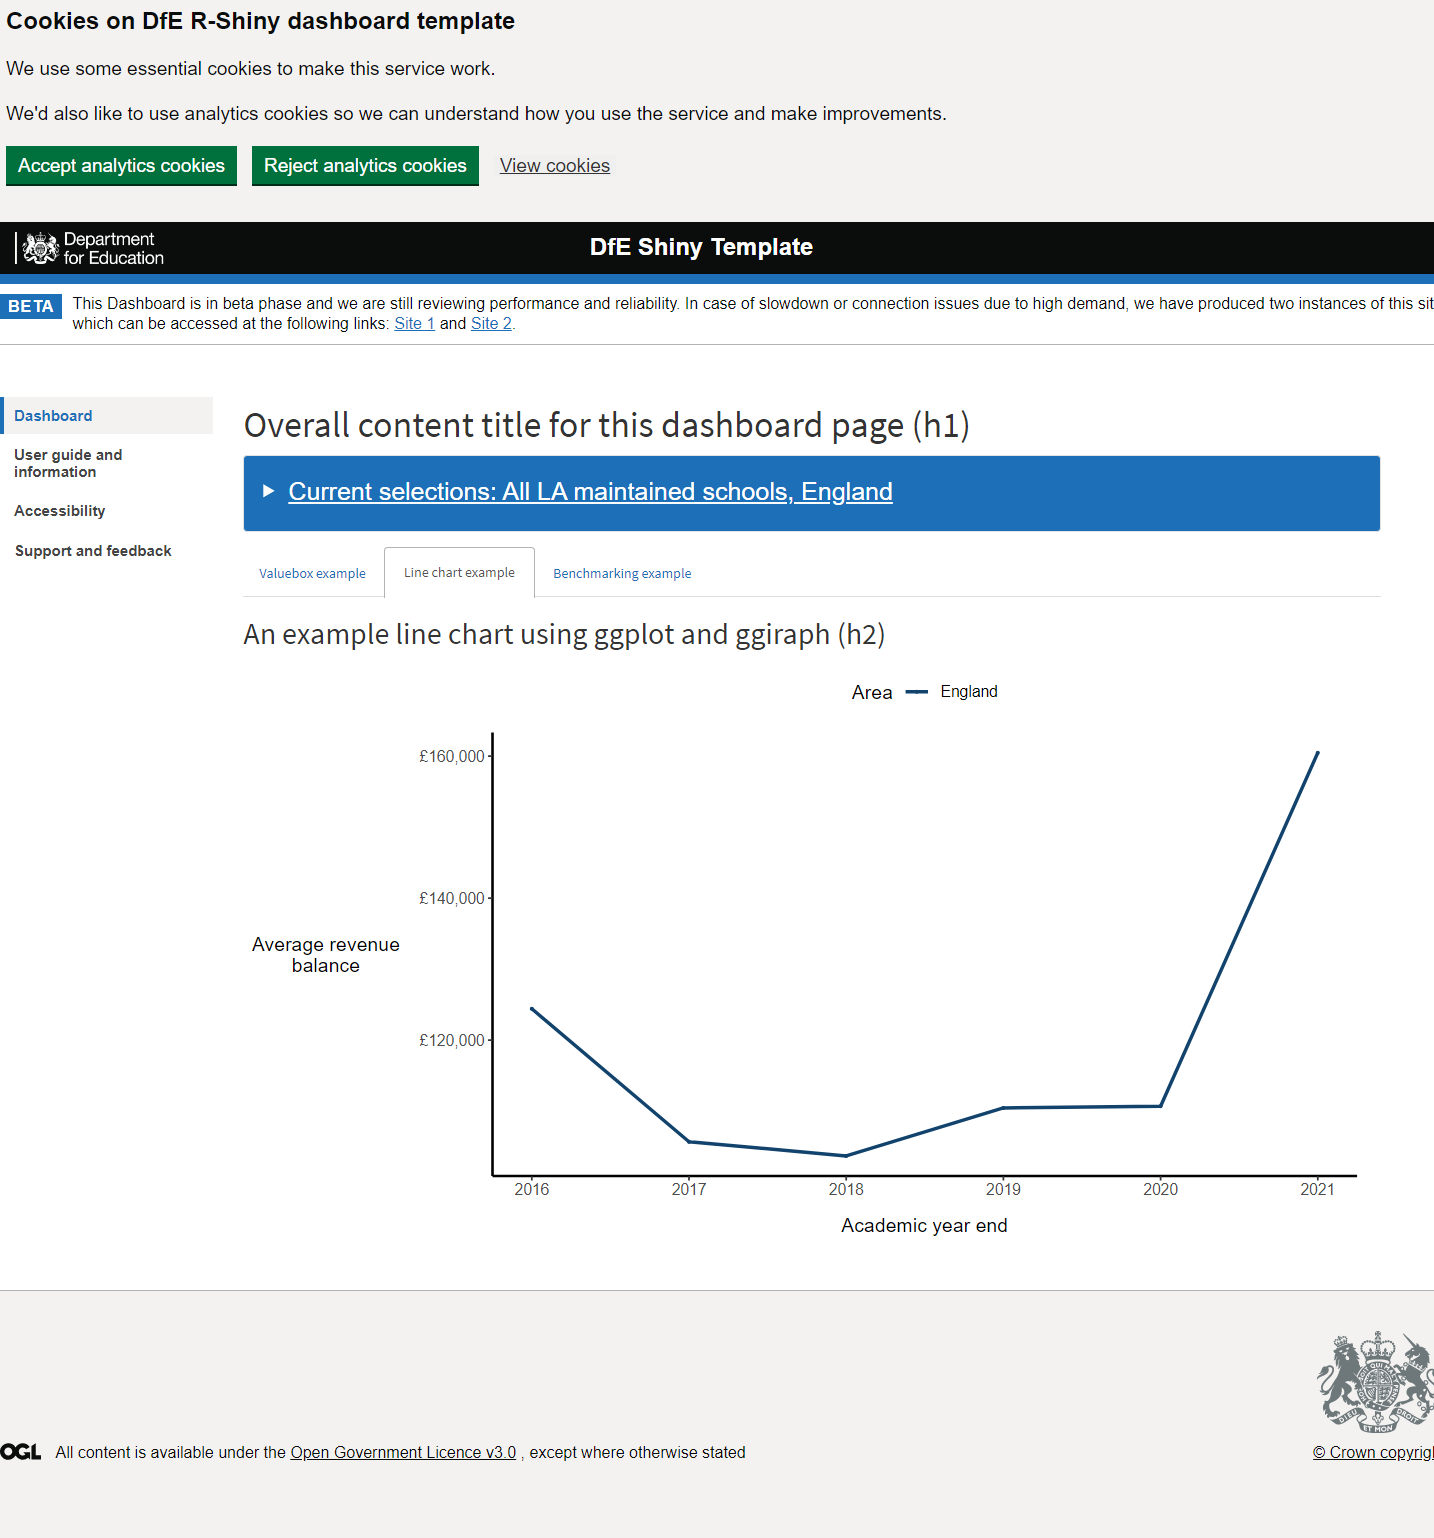 Cookies on DfE R-Shiny dashboard template
We use some essential cookies to make this service work.
We'd also like to use analytics cookies so we can understand how you use the service and make improvements.
Accept analytics cookies Reject analytics cookies View cookies
Department
for Education
DfE Shiny Template
BETA
This Dashboard is in beta phase and we are still reviewing performance and reliability. In case of slowdown or connection issues due to high demand, we have produced two instances of this sit
which can be accessed at the following links: Site 1 and Site 2.
Dashboard
User guide and
information
Accessibility
Support and feedback
Overall content title for this dashboard page (h1)
Current selections: All LA maintained schools, England
Valuebox example Line chart example Benchmarking example
An example line chart using ggplot and ggiraph (h2)
Area England
£160,000
£140,000
£120,000
Average revenue
balance
2016 2017 2018 2019 2020 2021
Academic year end
DIEU ET MON DROIT
OGL All content is available under the Open Government Licence v3.0 , except where otherwise stated
© Crown copyrigh